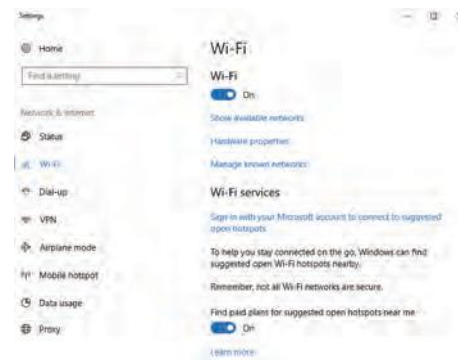 Settings
Home
Find a setting
Network & Internet
Status
Wi-Fi
Dial-up
VPN
Airplane mode
Mobile hotspot
Data usage
Proxy
Wi-Fi
Wi-Fi
On
Show available networks
Hardware properties
Manage known networks
Wi-Fi services
Sign in with your Microsoft account to connect to suggested
open hotspots
To help you stay connected on the go, Windows can find
suggested open Wi-Fi hotspots nearby.
Remember, not all Wi-Fi networks are secure.
Find paid plans for suggested open hotspots near me
On
Learn more